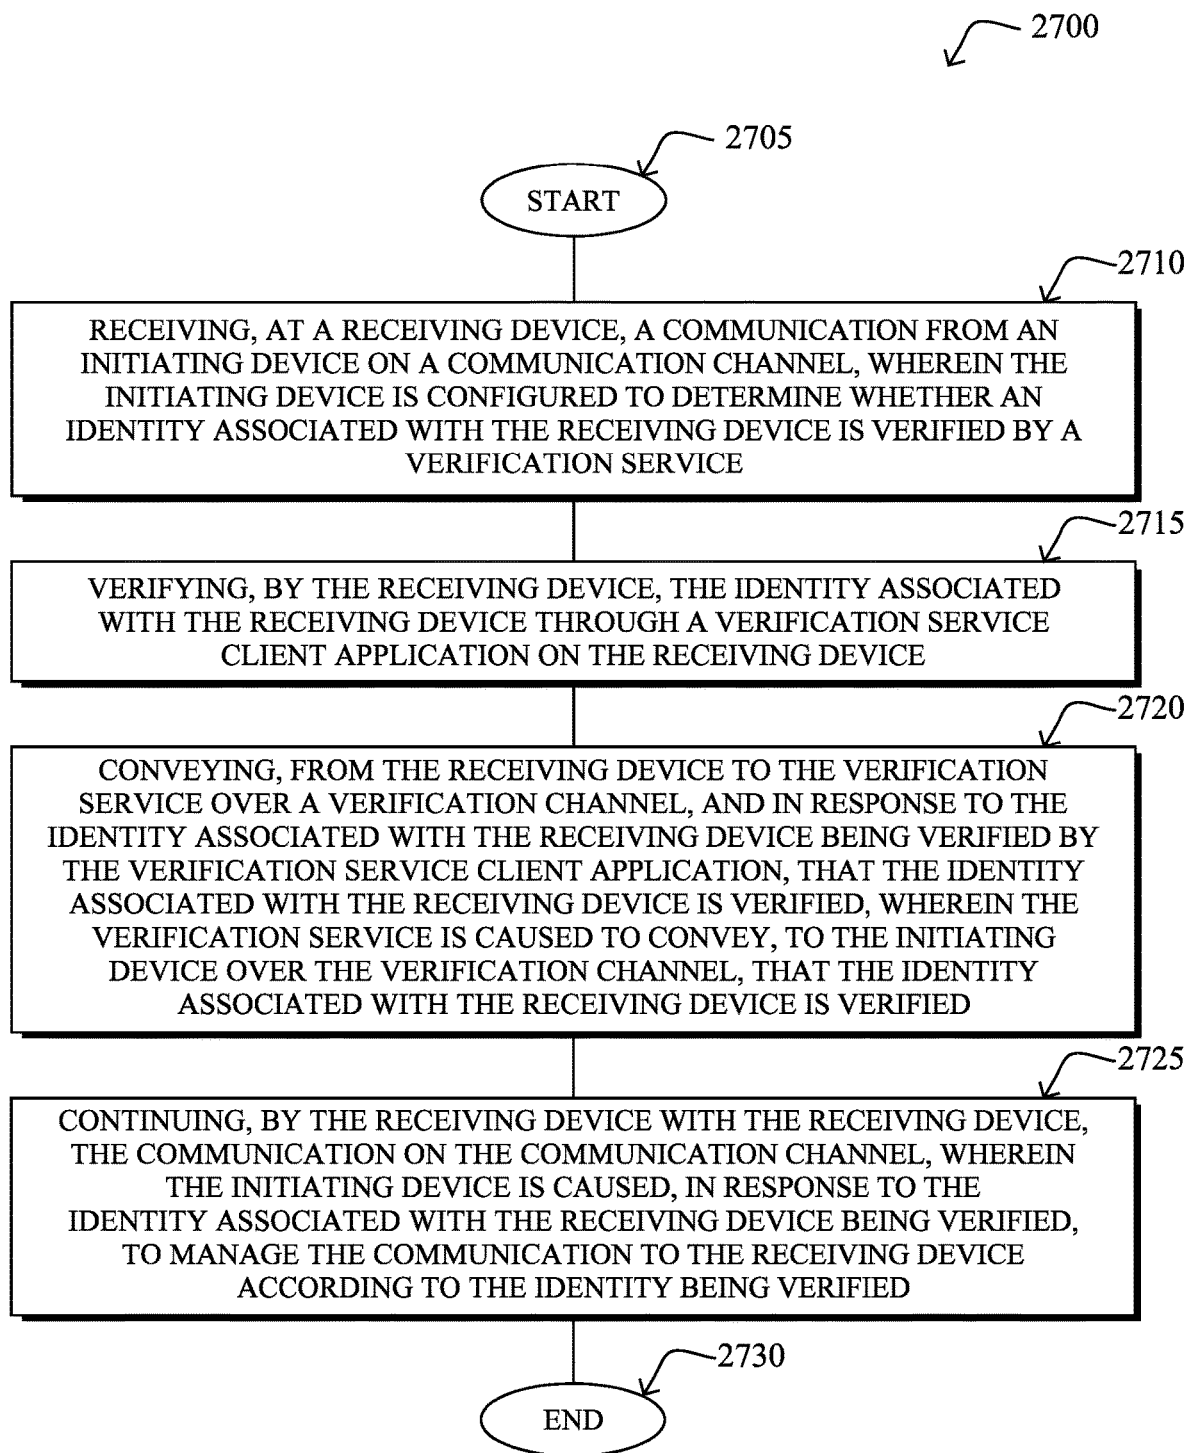 2700
2705
START
2710
RECEIVING, AT A RECEIVING DEVICE, A COMMUNICATION FROM AN
INITIATING DEVICE ON A COMMUNICATION CHANNEL, WHEREIN THE
INITIATING DEVICE IS CONFIGURED TO DETERMINE WHETHER AN
IDENTITY ASSOCIATED WITH THE RECEIVING DEVICE IS VERIFIED BY A
VERIFICATION SERVICE
2715
VERIFYING, BY THE RECEIVING DEVICE, THE IDENTITY ASSOCIATED
WITH THE RECEIVING DEVICE THROUGH A VERIFICATION SERVICE
CLIENT APPLICATION ON THE RECEIVING DEVICE
2720
CONVEYING, FROM THE RECEIVING DEVICE TO THE VERIFICATION
SERVICE OVER A VERIFICATION CHANNEL, AND IN RESPONSE TO THE
IDENTITY ASSOCIATED WITH THE RECEIVING DEVICE BEING VERIFIED BY
THE VERIFICATION SERVICE CLIENT APPLICATION, THAT THE IDENTITY
ASSOCIATED WITH THE RECEIVING DEVICE IS VERIFIED, WHEREIN THE
VERIFICATION SERVICE IS CAUSED TO CONVEY, TO THE INITIATING
DEVICE OVER THE VERIFICATION CHANNEL, THAT THE IDENTITY
ASSOCIATED WITH THE RECEIVING DEVICE IS VERIFIED
2725
CONTINUING, BY THE RECEIVING DEVICE WITH THE RECEIVING DEVICE,
THE COMMUNICATION ON THE COMMUNICATION CHANNEL, WHEREIN
THE INITIATING DEVICE IS CAUSED, IN RESPONSE TO THE
IDENTITY ASSOCIATED WITH THE RECEIVING DEVICE BEING VERIFIED,
TO MANAGE THE COMMUNICATION TO THE RECEIVING DEVICE
ACCORDING TO THE IDENTITY BEING VERIFIED
2730
END